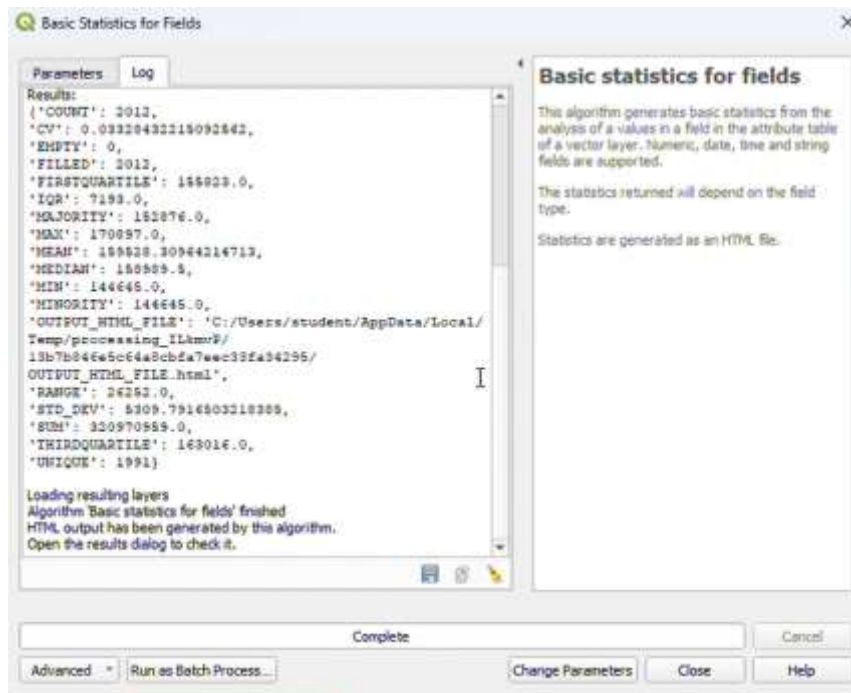 Basic Statistics for Fields
Parameters
Log
Results:
{'COUNT': 2012,
'CV': 0.03328432215092842,
'EMPTY': 0,
'FILLED': 2012,
'FIRSTQUARTILE': 155823.0,
'IQR': 7193.0,
'MAJORITY': 152876.0,
'MAX': 170897.0,
'MEAN': 159528.30964214713,
'MEDIAN': 158989.5,
'MIN': 144645.0,
'MINORITY': 144645.0,
'OUTPUT_HTML_FILE': 'C:/Users/student/AppData/Local/
Temp/processing_ILkmvP/
13b7b846e5c64a8cbfa7eec33fa34295/
OUTPUT_HTML_FILE.html',
'RANGE': 26252.0,
'STD_DEV': 5309.7916503218385,
'SUM': 320970959.0,
'THIRDQUARTILE': 163016.0,
'UNIQUE': 1991}
Loading resulting layers
Algorithm 'Basic statistics for fields' finished
HTML output has been generated by this algorithm.
Open the results dialog to check it.
Basic statistics for fields
This algorithm generates basic statistics from the
analysis of a values in a field in the attribute table
of a vector layer. Numeric, date, time and string
fields are supported.
The statistics returned will depend on the field
type.
Statistics are generated as an HTML file.
Complete
Cancel
Advanced
Run as Batch Process...
Change Parameters
Close
Help